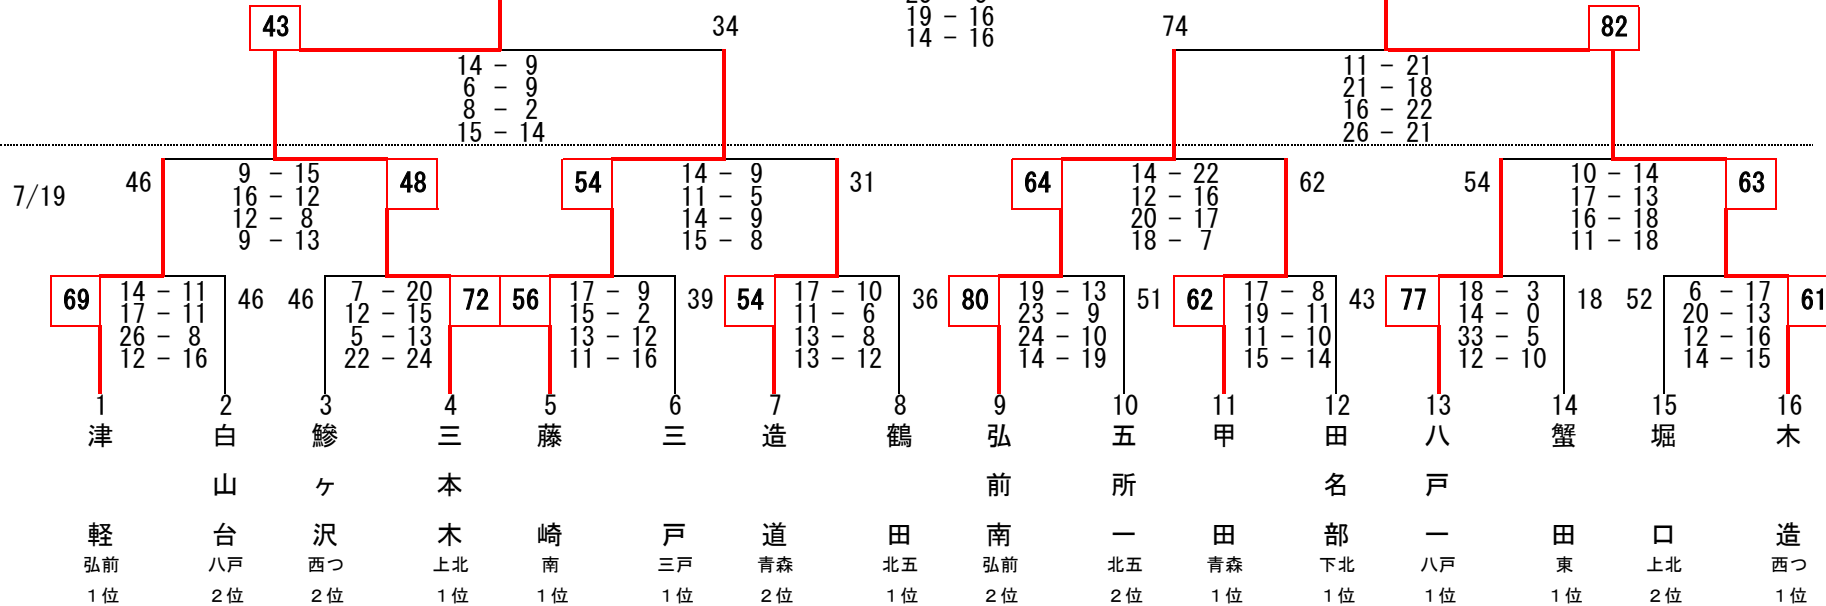 19 - 16
14 - 16
43
34
74
82
14 - 9
6 - 9
8 - 2
15 - 14
11 - 21
21 - 18
16 - 22
26 - 21
7/19
46
9 - 15
16 - 12
12 - 8
9 - 13
48
54
14 - 9
11 - 5
14 - 9
15 - 8
31
64
14 - 22
12 - 16
20 - 17
18 - 7
62
54
10 - 14
17 - 13
16 - 18
11 - 18
63
69
14 - 11
17 - 11
26 - 8
12 - 16
46
46
7 - 20
12 - 15
5 - 13
22 - 24
72
56
17 - 9
15 - 2
13 - 12
11 - 16
39
54
17 - 10
11 - 6
13 - 8
13 - 12
36
80
19 - 13
23 - 9
24 - 10
14 - 19
51
62
17 - 8
19 - 11
11 - 10
15 - 14
43
77
18 - 3
14 - 0
33 - 5
12 - 10
18
52
6 - 17
20 - 13
12 - 16
14 - 15
61
1
津軽
弘前
1位
2
白山台
八戸
2位
3
鰺ヶ沢
西つ
2位
4
三本木
上北
1位
5
藤崎
南
1位
6
三戸
三戸
1位
7
造道
青森
2位
8
鶴田
北五
1位
9
弘前南
弘前
2位
10
五所一
北五
2位
11
甲田
青森
1位
12
田名部
下北
1位
13
八戸一
八戸
1位
14
蟹田
東
1位
15
堀口
上北
2位
16
木造
西つ
1位